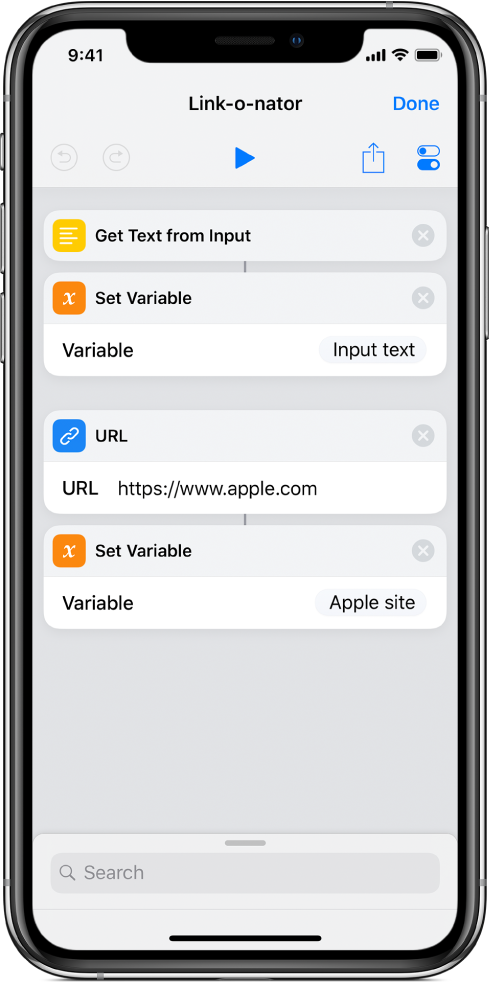 9:41
Link-o-nator Done
Get Text from Input
x Set Variable
Variable Input text
URL
URL https://www.apple.com
x Set Variable
Variable Apple site
Search